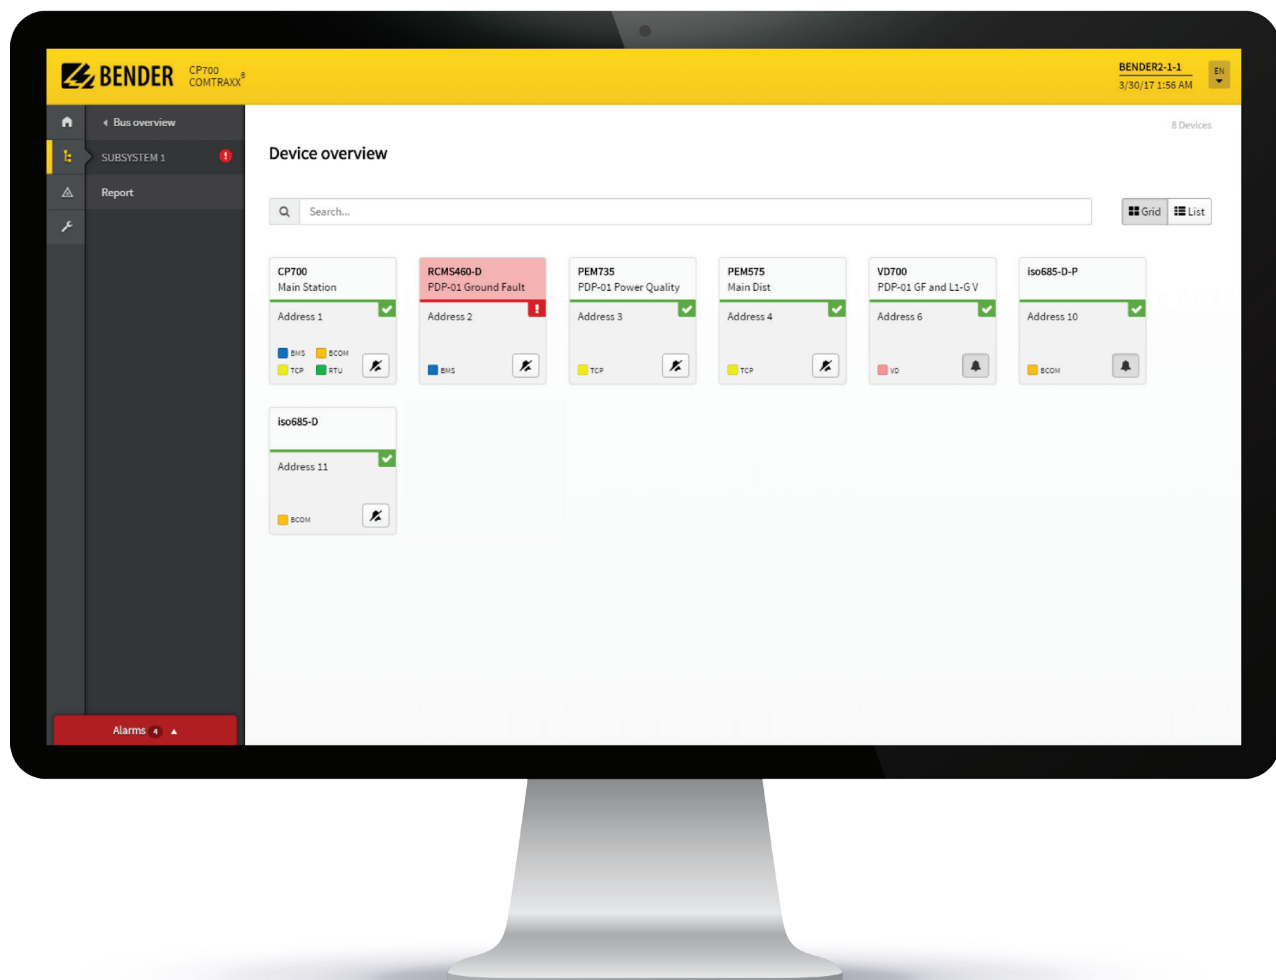 BENDER
CP700
COMTRAXX®
BENDER2-1-1
3/30/17 1:56 AM
EN
Bus overview
SUBSYSTEM 1
Report
8 Devices
Device overview
Search...
Grid
List
CP700
Main Station
Address 1
BMS
BCOM
TCP
RTU
RCMS460-D
PDP-01 Ground Fault
Address 2
BMS
PEM735
PDP-01 Power Quality
Address 3
TCP
PEM575
Main Dist
Address 4
TCP
VD700
PDP-01 GF and L1-G V
Address 6
VD
iso685-D-P
Address 10
BCOM
iso685-D
Address 11
BCOM
Alarms 4